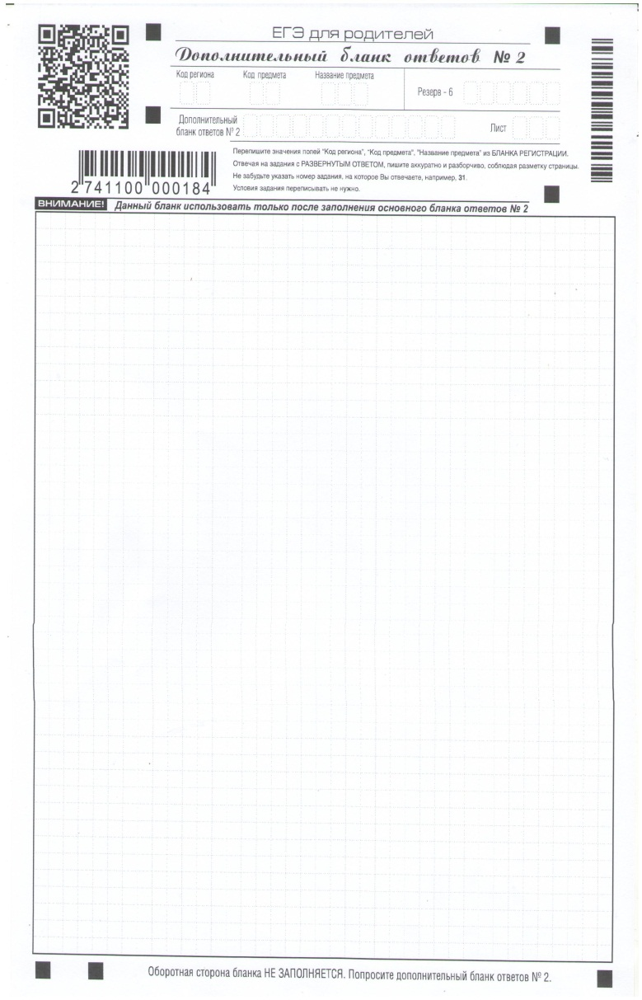 ЕГЭ для родителей
Дополнительный бланк ответов № 2
Код региона Код предмета Название предмета
Резерв - 6
Дополнительный
бланк ответов № 2
Лист
Перепишите значения полей "Код региона", "Код предмета", "Название предмета" из БЛАНКА РЕГИСТРАЦИИ.
Отвечая на задания с РАЗВЕРНУТЫМ ОТВЕТОМ, пишите аккуратно и разборчиво, соблюдая разметку страницы.
Не забудьте указать номер задания, на которое Вы отвечаете, например, 31.
Условия задания переписывать не нужно.
2 741100 000184
ВНИМАНИЕ! Данный бланк использовать только после заполнения основного бланка ответов № 2
Оборотная сторона бланка НЕ ЗАПОЛНЯЕТСЯ. Попросите дополнительный бланк ответов № 2.